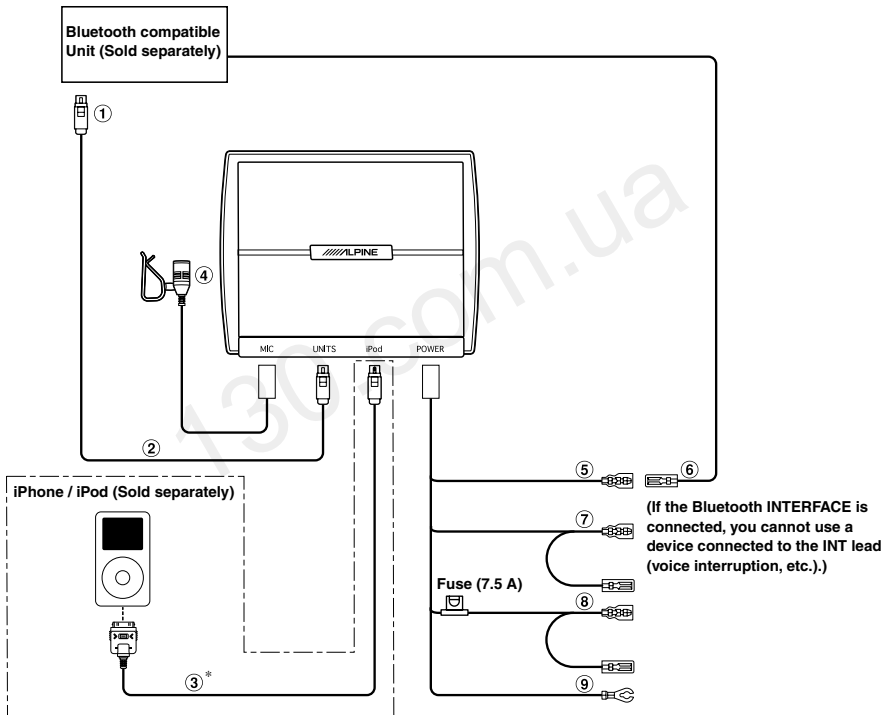 Bluetooth compatible
Unit (Sold separately)
①
④
ALPINE
MIC UNITS iPod POWER
②
iPhone / iPod (Sold separately)
③*
⑤
⑥
(If the Bluetooth INTERFACE is
connected, you cannot use a
device connected to the INT lead
(voice interruption, etc.).)
⑦
Fuse (7.5 A)
⑧
⑨
130.com.ua